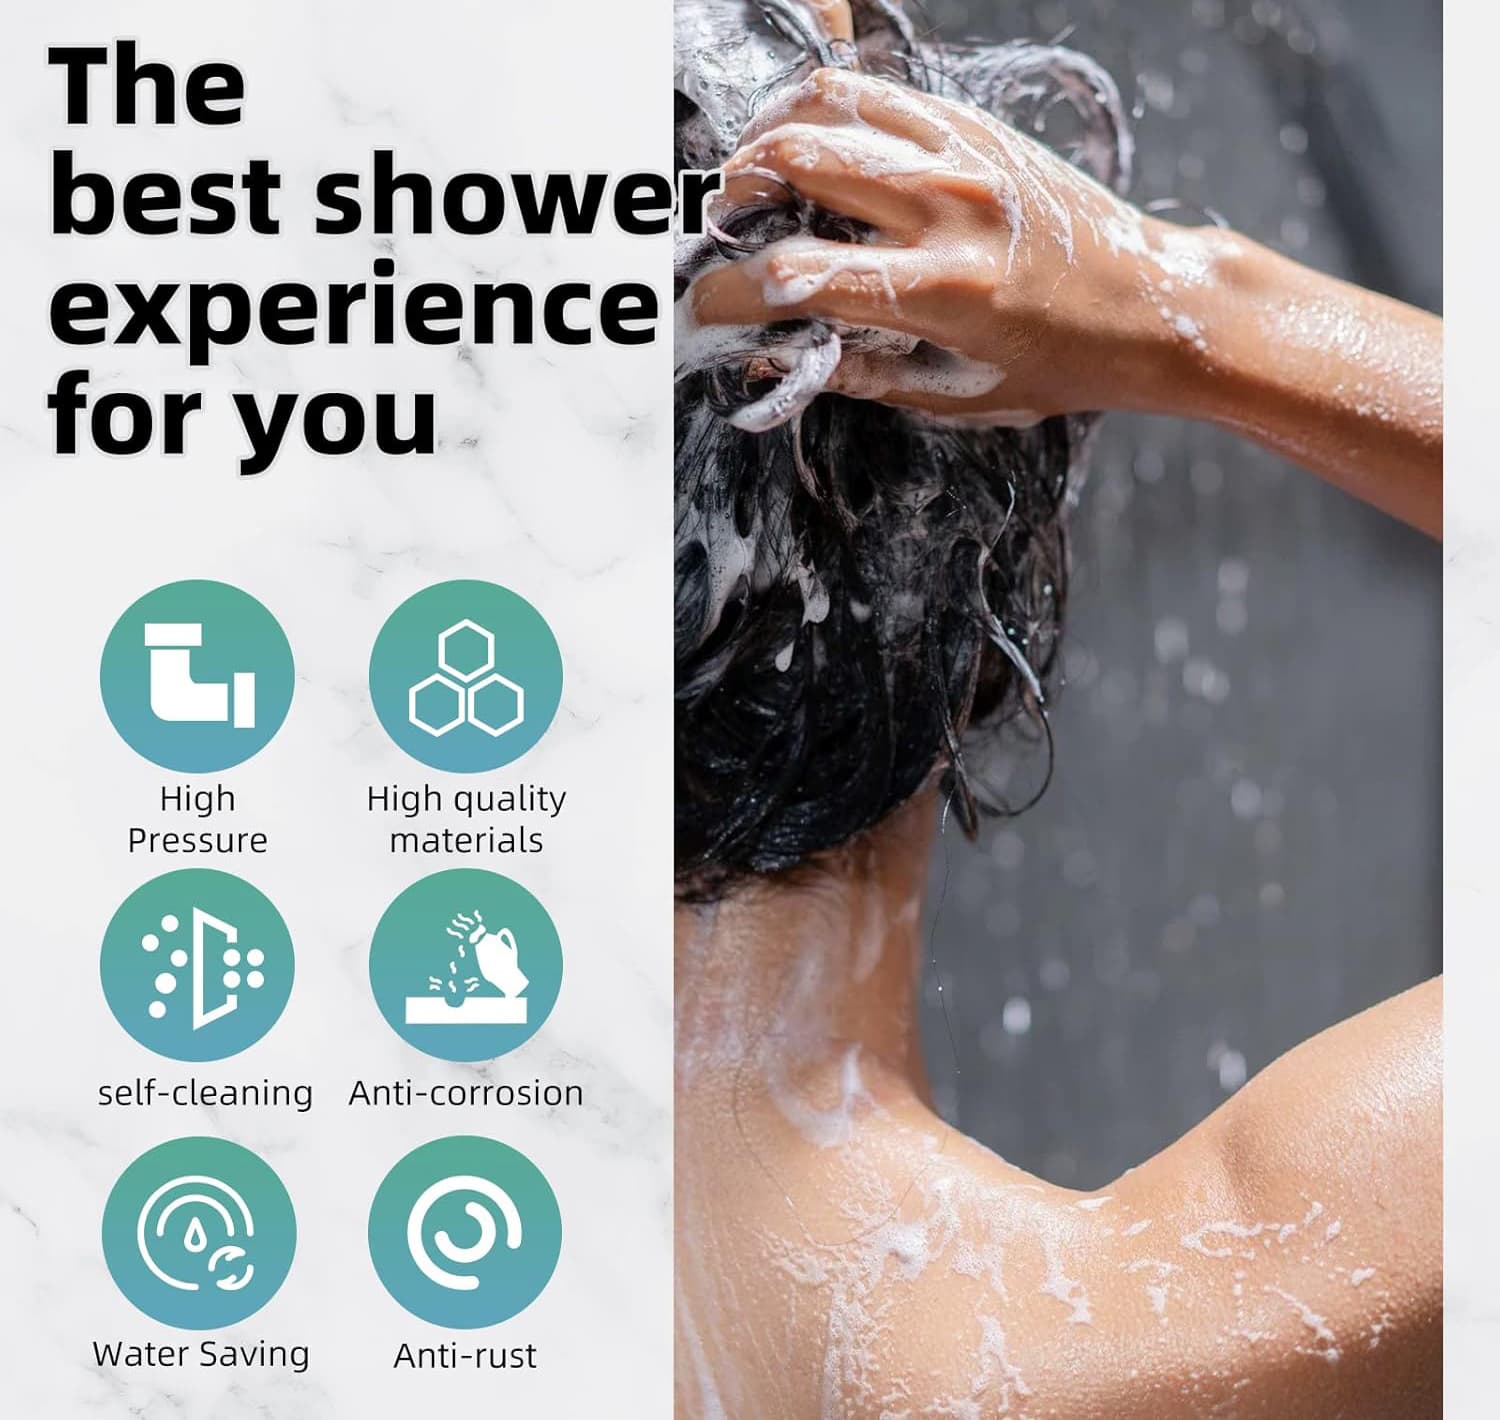 The
best shower
experience
for you
High
Pressure
High quality
materials
self-cleaning
Anti-corrosion
Water Saving
Anti-rust